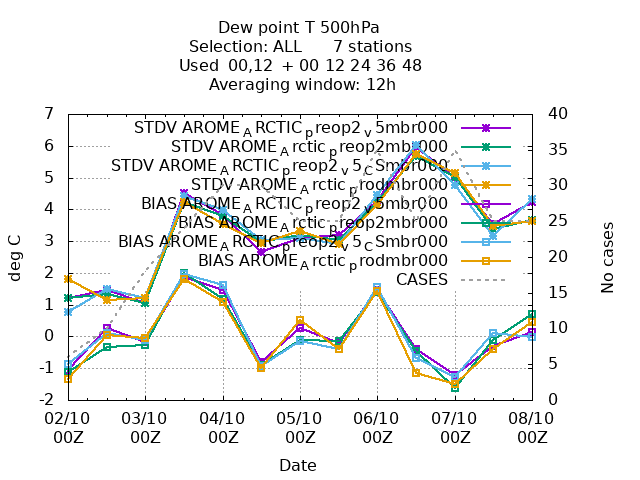 Dew point T 500hPa
Selection: ALL 7 stations
Used 00,12 + 00 12 24 36 48
Averaging window: 12h
7 40
6 35
5 30
4 25
3 20
2 15
1 10
0 5
-1 0
-2
deg C
No cases
STDV AROME_ARCTIC_preop2_v5mbr000
STDV AROME_Arctic_preop2mbr000
STDV AROME_ARCTIC_preop2_v5_CSmbr000
STDV AROME_Arctic_prodmbr000
BIAS AROME_ARCTIC_preop2_v5mbr000
BIAS AROME_Arctic_preop2mbr000
BIAS AROME_ARCTIC_preop2_v5_CSmbr000
BIAS AROME_Arctic_prodmbr000
CASES
02/10 03/10 04/10 05/10 06/10 07/10 08/10
00Z 00Z 00Z 00Z 00Z 00Z 00Z
Date